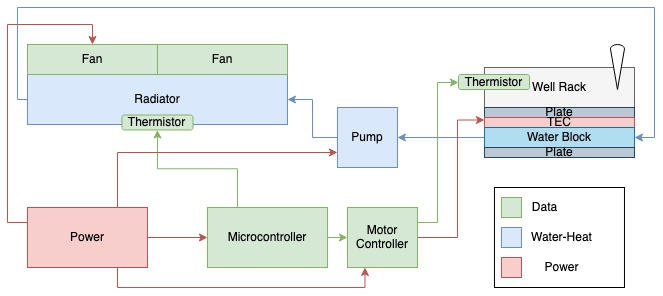 Fan
Fan
Radiator
Thermistor
Thermistor
Well Rack
Plate
TEC
Water Block
Plate
Pump
Power
Microcontroller
Motor
Controller
Data
Water-Heat
Power